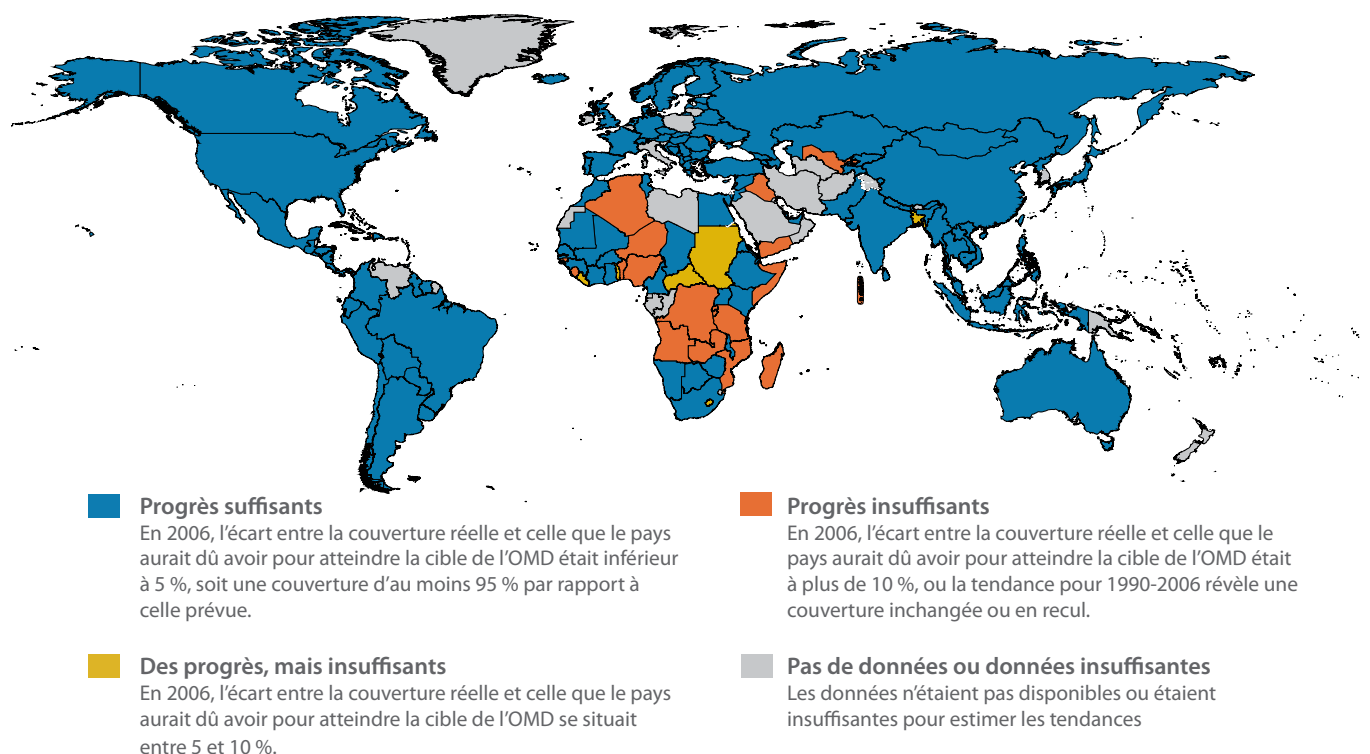 Progrès suffisants
En 2006, l’écart entre la couverture réelle et celle que le pays
aurait dû avoir pour atteindre la cible de l’OMD était inférieur
à 5 %, soit une couverture d’au moins 95 % par rapport à
celle prévue.
Des progrès, mais insuffisants
En 2006, l’écart entre la couverture réelle et celle que le pays
aurait dû avoir pour atteindre la cible de l’OMD se situait
entre 5 et 10 %.
Progrès insuffisants
En 2006, l’écart entre la couverture réelle et celle que le
pays aurait dû avoir pour atteindre la cible de l’OMD était
à plus de 10 %, ou la tendance pour 1990-2006 révèle une
couverture inchangée ou en recul.
Pas de données ou données insuffisantes
Les données n’étaient pas disponibles ou étaient
insuffisantes pour estimer les tendances